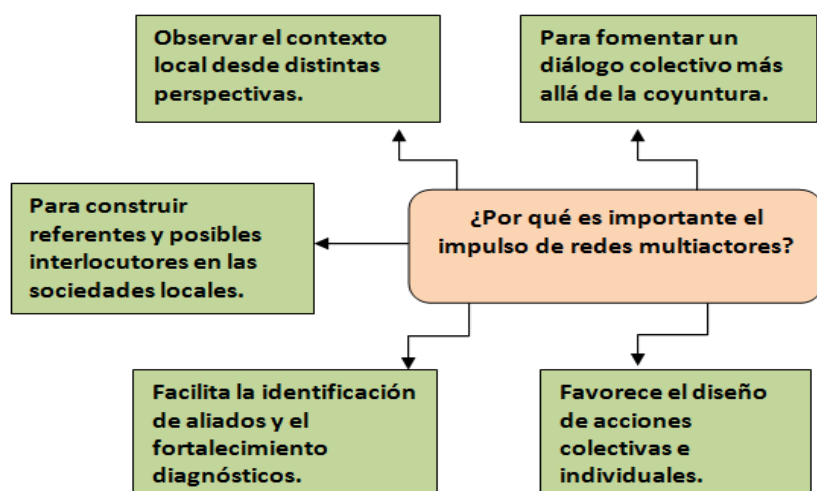 Observar el contexto
local desde distintas
perspectivas.
Para fomentar un
diálogo colectivo más
allá de la coyuntura.
Para construir
referentes y posibles
interlocutores en las
sociedades locales.
¿Por qué es importante el
impulso de redes multiactores?
Facilita la identificación
de aliados y el
fortalecimiento
diagnósticos.
Favorece el diseño
de acciones
colectivas e
individuales.